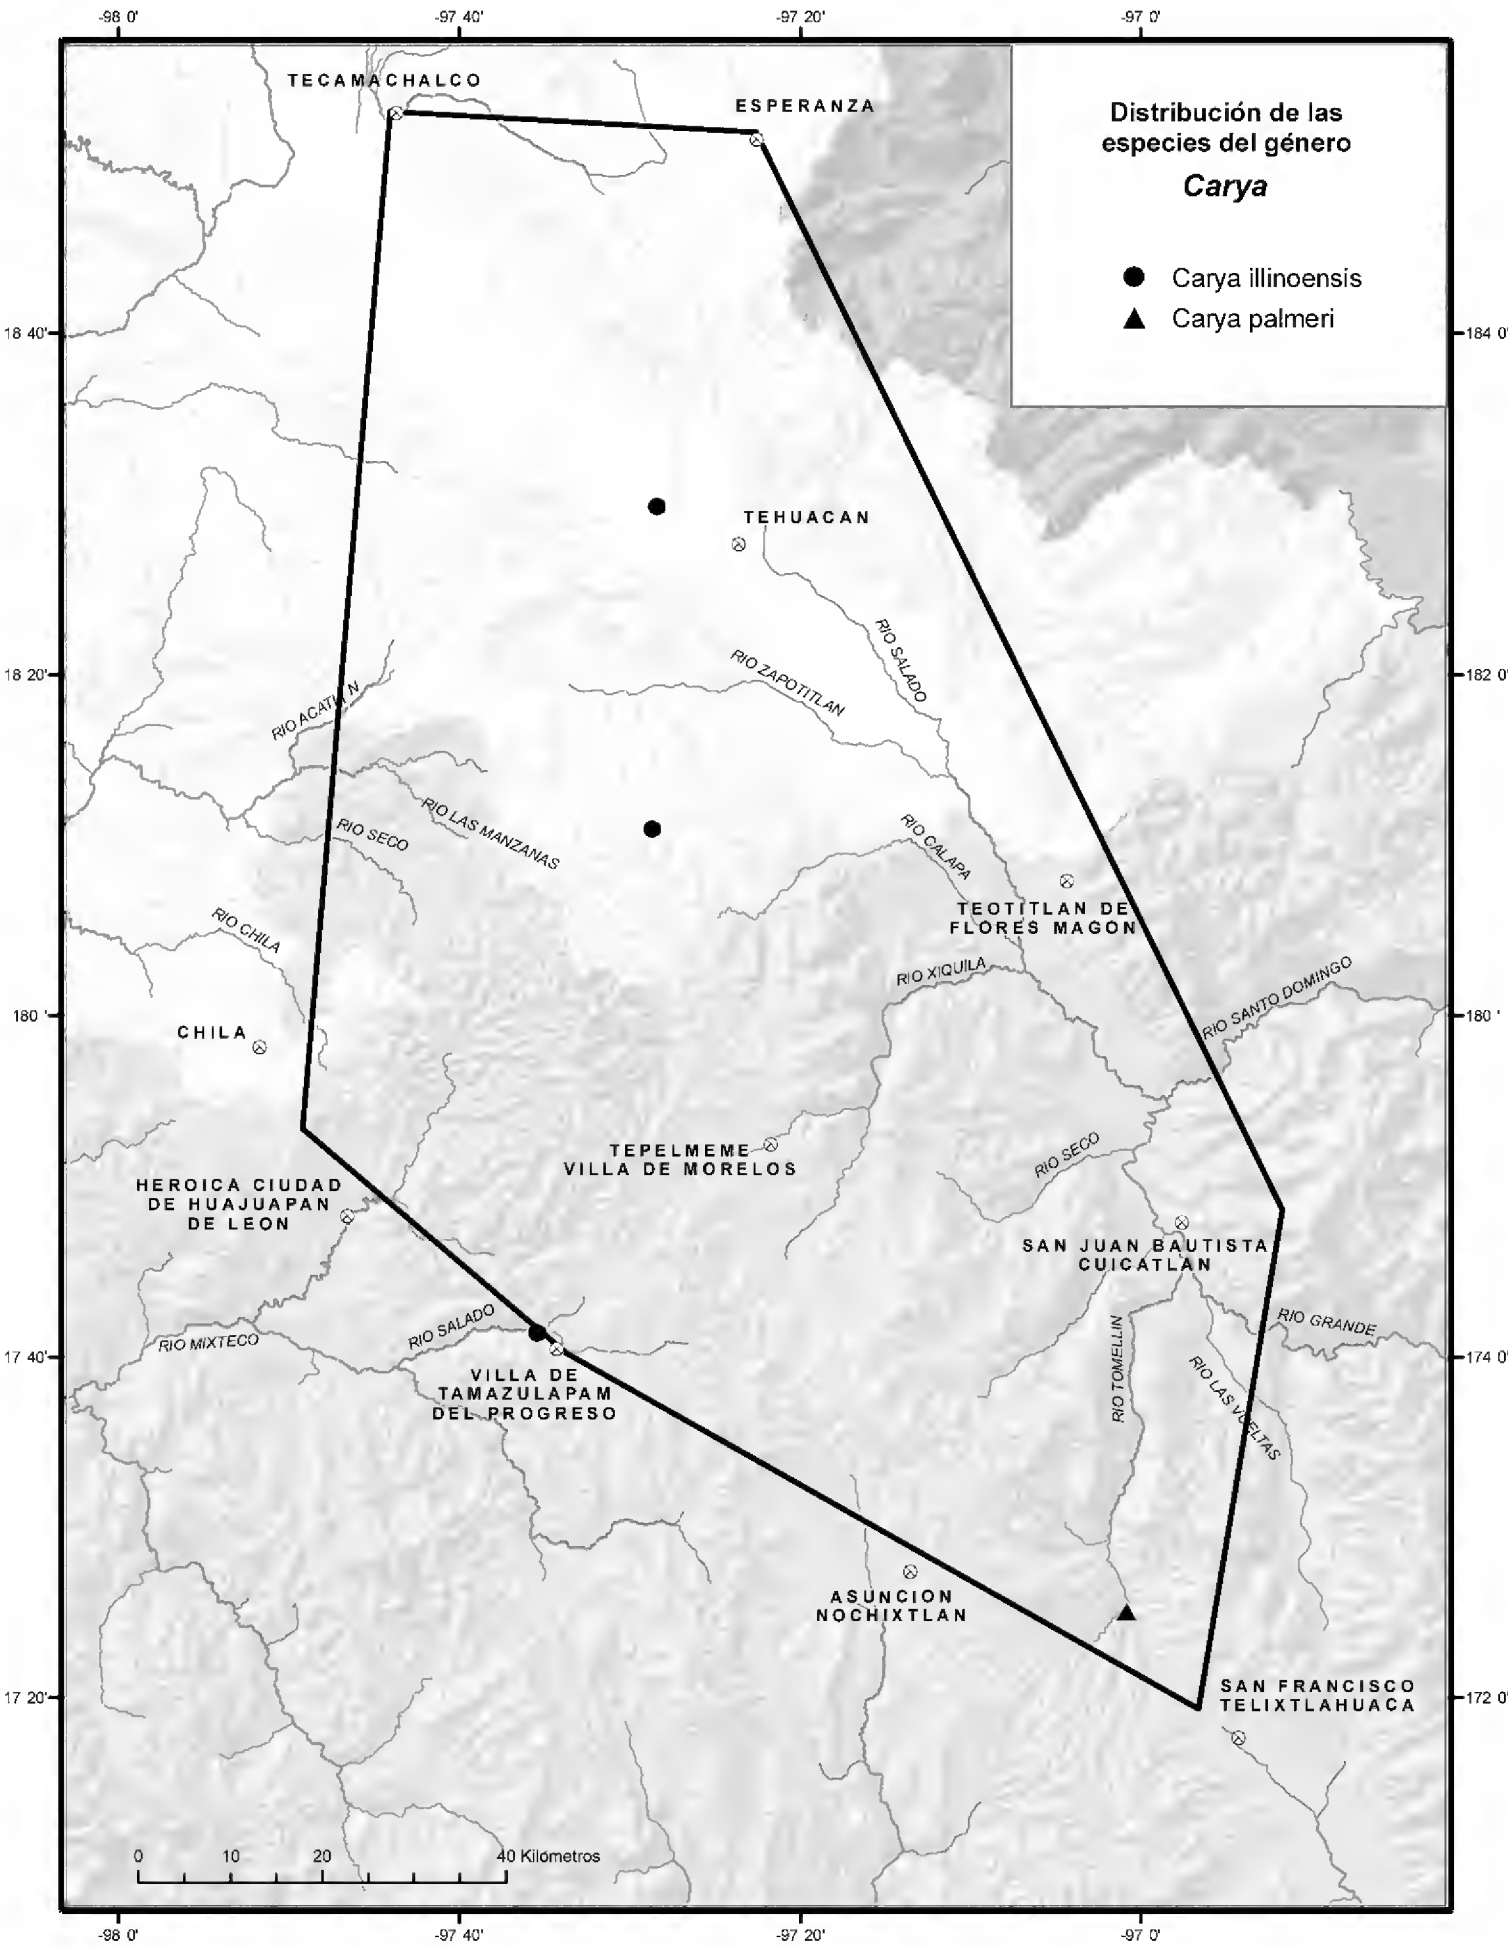 -98 0'
-97 40'
-97 20'
-97 0'
TECAMACHALCO
ESPERANZA
Distribución de las
especies del género
Carya
Carya illinoensis
Carya palmeri
18 40'
184 0'
TEHUACAN
RIO SALADO
RIO ZAPOTITLAN
18 20'
182 0'
RIO ACATL N
RIO LAS MANZANAS
RIO SECO
RIO CALAPA
TEOTITLAN DE
FLORES MAGON
RIO CHILA
RIO XIQUILA
RIO SANTO DOMINGO
180 '
180 '
CHILA
TEPELMEME
VILLA DE MORELOS
RIO SECO
HEROICA CIUDAD
DE HUAJUAPAN
DE LEON
SAN JUAN BAUTISTA
CUICATLAN
RIO MIXTECO
RIO SALADO
RIO GRANDE
17 40'
174 0'
VILLA DE
TAMAZULAPAM
DEL PROGRESO
RIO TOMELLIN
RIO LAS VUELTAS
ASUNCION
NOCHIXTLAN
17 20'
172 0'
SAN FRANCISCO
TELIXTLAHUACA
0 10 20 40 Kilómetros
-98 0'
-97 40'
-97 20'
-97 0'